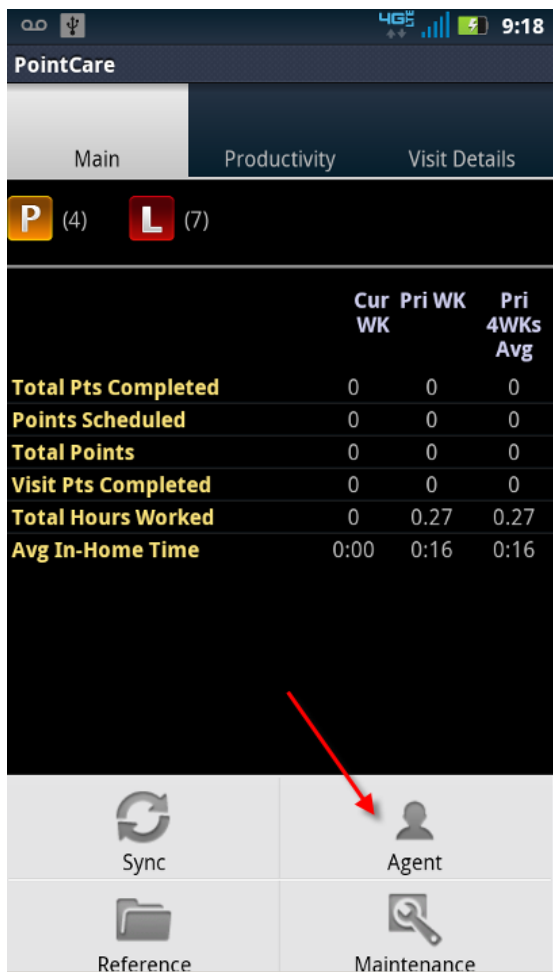 4G LTE 9:18
PointCare
Main Productivity Visit Details
P (4) L (7)
Cur WK Pri WK Pri 4WKs Avg
Total Pts Completed 0 0 0
Points Scheduled 0 0 0
Total Points 0 0 0
Visit Pts Completed 0 0 0
Total Hours Worked 0 0.27 0.27
Avg In-Home Time 0:00 0:16 0:16
Sync Agent
Reference Maintenance